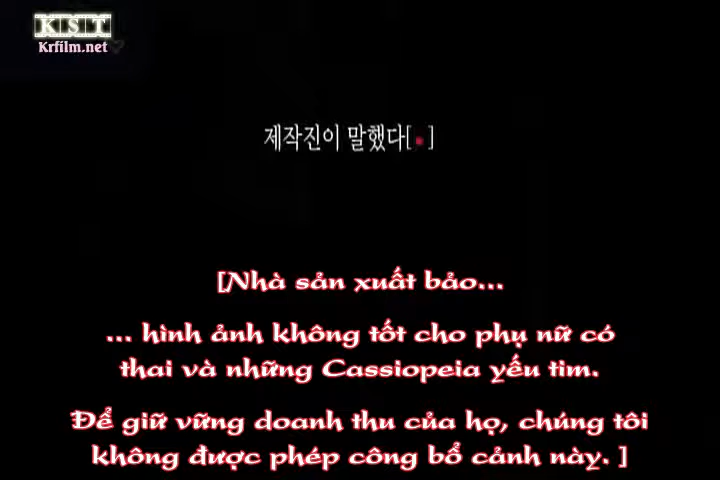 KST
Krfilm.net
제작진이 말했다[•]
[Nhà sản xuất bảo...
... hình ảnh không tốt cho phụ nữ có
thai và những Cassiopeia yếu tim.
Để giữ vững doanh thu của họ, chúng tôi
không được phép công bổ cảnh này. ]